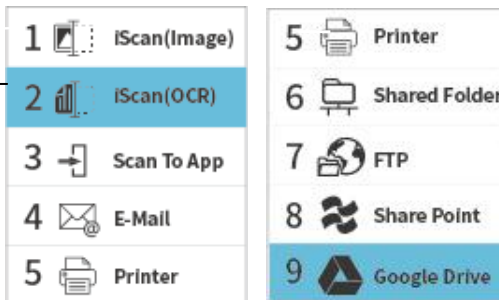 1 iScan(Image)
2 iScan(OCR)
3 Scan To App
4 E-Mail
5 Printer
5 Printer
6 Shared Folder
7 FTP
8 Share Point
9 Google Drive